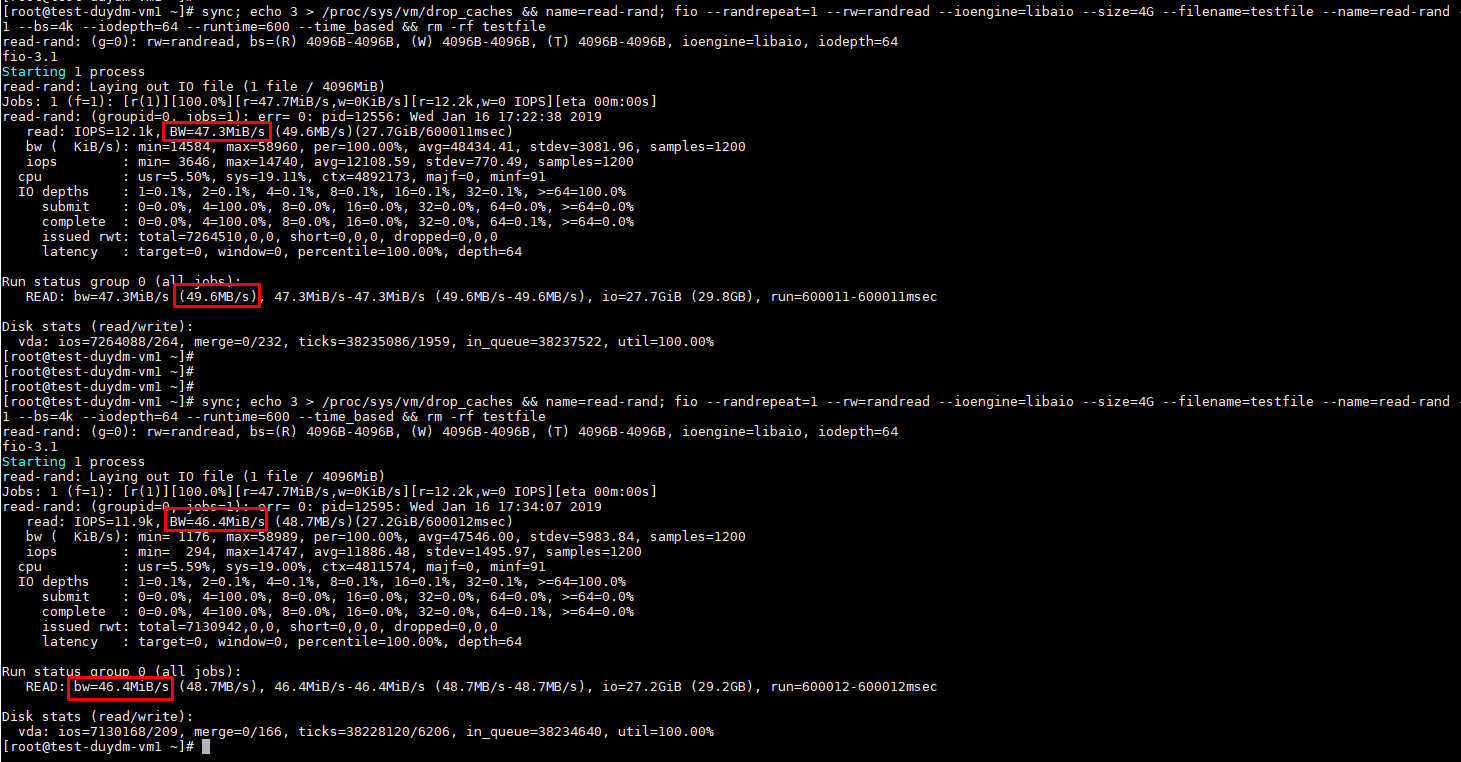 [root@test-duydm-vm1 ~]# sync; echo 3 > /proc/sys/vm/drop_caches && name=read-rand; fio --randrepeat=1 --rw=randread --ioengine=libaio --size=4G --filename=testfile --name=read-rand -
1 --bs=4k --iodepth=64 --runtime=600 --time_based && rm -rf testfile
read-rand: (g=0): rw=randread, bs=(R) 4096B-4096B, (W) 4096B-4096B, (T) 4096B-4096B, ioengine=libaio, iodepth=64
fio-3.1
Starting 1 process
read-rand: Laying out IO file (1 file / 4096MiB)
Jobs: 1 (f=1): [r(1)][100.0%][r=47.7MiB/s,w=0KiB/s][r=12.2k,w=0 IOPS][eta 00m:00s]
read-rand: (groupid=0, jobs=1): err= 0: pid=12556: Wed Jan 16 17:22:38 2019
read: IOPS=12.1k, BW=47.3MiB/s (49.6MB/s)(27.7GiB/600011msec)
bw ( KiB/s): min=14584, max=58960, per=100.00%, avg=48434.41, stdev=3081.96, samples=1200
iops : min= 3646, max=14740, avg=12108.59, stdev=770.49, samples=1200
cpu : usr=5.50%, sys=19.11%, ctx=4892173, majf=0, minf=91
IO depths : 1=0.1%, 2=0.1%, 4=0.1%, 8=0.1%, 16=0.1%, 32=0.1%, >=64=100.0%
submit : 0=0.0%, 4=100.0%, 8=0.0%, 16=0.0%, 32=0.0%, 64=0.0%, >=64=0.0%
complete : 0=0.0%, 4=100.0%, 8=0.0%, 16=0.0%, 32=0.0%, 64=0.1%, >=64=0.0%
issued rwt: total=7264510,0,0, short=0,0,0, dropped=0,0,0
latency : target=0, window=0, percentile=100.00%, depth=64
Run status group 0 (all jobs):
READ: bw=47.3MiB/s (49.6MB/s), 47.3MiB/s-47.3MiB/s (49.6MB/s-49.6MB/s), io=27.7GiB (29.8GB), run=600011-600011msec
Disk stats (read/write):
vda: ios=7264088/264, merge=0/232, ticks=38235086/1959, in_queue=38237522, util=100.00%
[root@test-duydm-vm1 ~]#
[root@test-duydm-vm1 ~]#
[root@test-duydm-vm1 ~]#
[root@test-duydm-vm1 ~]# sync; echo 3 > /proc/sys/vm/drop_caches && name=read-rand; fio --randrepeat=1 --rw=randread --ioengine=libaio --size=4G --filename=testfile --name=read-rand -
1 --bs=4k --iodepth=64 --runtime=600 --time_based && rm -rf testfile
read-rand: (g=0): rw=randread, bs=(R) 4096B-4096B, (W) 4096B-4096B, (T) 4096B-4096B, ioengine=libaio, iodepth=64
fio-3.1
Starting 1 process
read-rand: Laying out IO file (1 file / 4096MiB)
Jobs: 1 (f=1): [r(1)][100.0%][r=47.7MiB/s,w=0KiB/s][r=12.2k,w=0 IOPS][eta 00m:00s]
read-rand: (groupid=0, jobs=1): err= 0: pid=12595: Wed Jan 16 17:34:07 2019
read: IOPS=11.9k, BW=46.4MiB/s (48.7MB/s)(27.2GiB/600012msec)
bw ( KiB/s): min= 1176, max=58989, per=100.00%, avg=47546.00, stdev=5983.84, samples=1200
iops : min= 294, max=14747, avg=11886.48, stdev=1495.97, samples=1200
cpu : usr=5.59%, sys=19.00%, ctx=4811574, majf=0, minf=91
IO depths : 1=0.1%, 2=0.1%, 4=0.1%, 8=0.1%, 16=0.1%, 32=0.1%, >=64=100.0%
submit : 0=0.0%, 4=100.0%, 8=0.0%, 16=0.0%, 32=0.0%, 64=0.0%, >=64=0.0%
complete : 0=0.0%, 4=100.0%, 8=0.0%, 16=0.0%, 32=0.0%, 64=0.1%, >=64=0.0%
issued rwt: total=7130942,0,0, short=0,0,0, dropped=0,0,0
latency : target=0, window=0, percentile=100.00%, depth=64
Run status group 0 (all jobs):
READ: bw=46.4MiB/s (48.7MB/s), 46.4MiB/s-46.4MiB/s (48.7MB/s-48.7MB/s), io=27.2GiB (29.2GB), run=600012-600012msec
Disk stats (read/write):
vda: ios=7130168/209, merge=0/166, ticks=38228120/6206, in_queue=38234640, util=100.00%
[root@test-duydm-vm1 ~]#